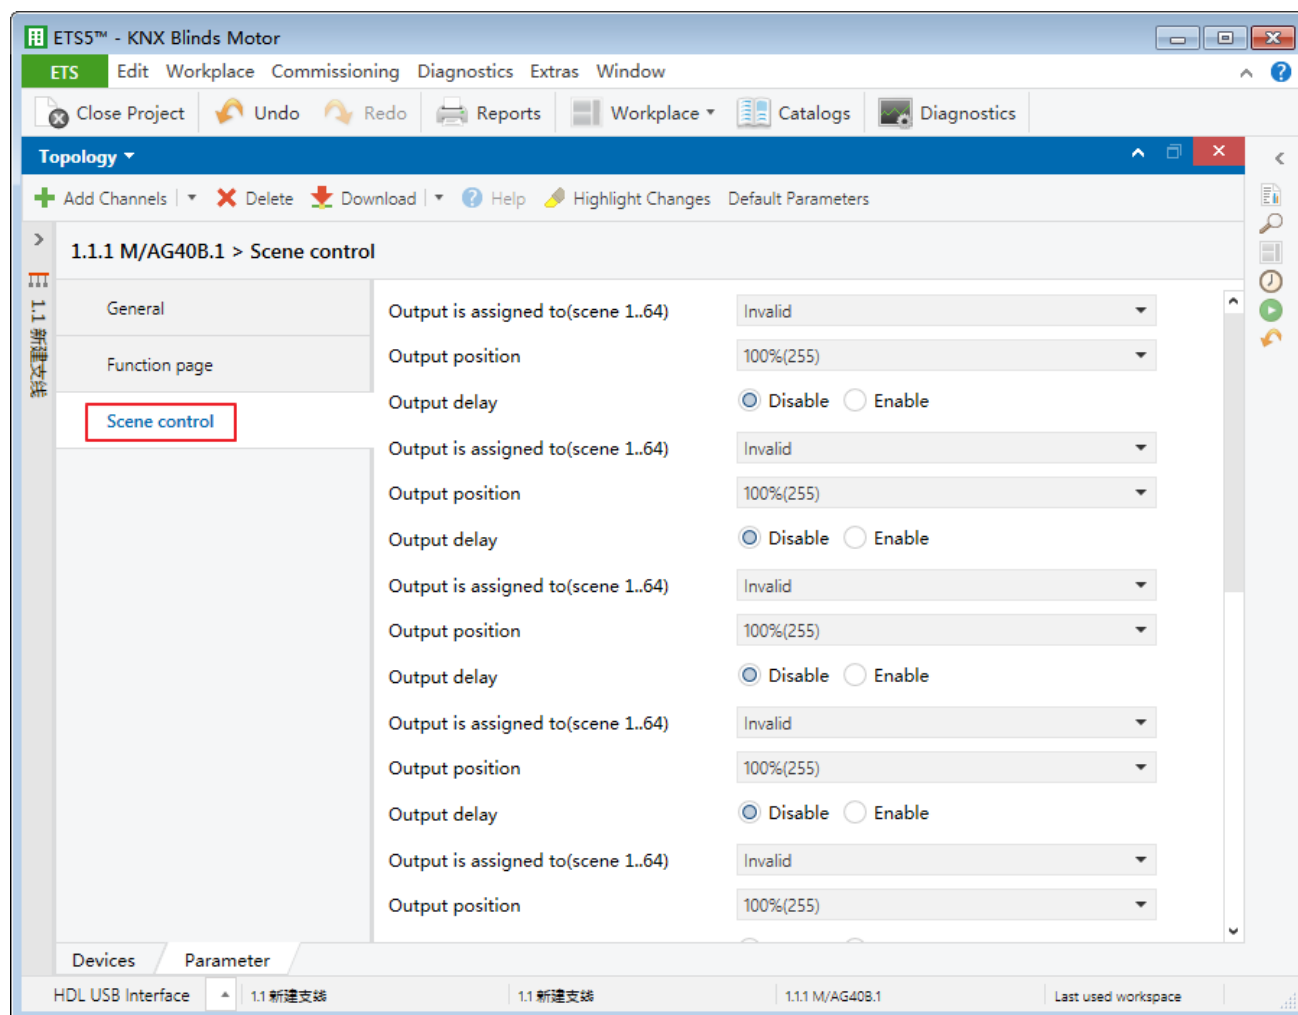 ETS5™ - KNX Blinds Motor
ETS Edit Workplace Commissioning Diagnostics Extras Window
Close Project Undo Redo Reports Workplace Catalogs Diagnostics
Topology
Add Channels Delete Download Help Highlight Changes Default Parameters
1.1.1 M/AG40B.1 > Scene control
1.1 新建支线
General
Function page
Scene control
Output is assigned to(scene 1..64) Invalid
Output position 100%(255)
Output delay Disable Enable
Output is assigned to(scene 1..64) Invalid
Output position 100%(255)
Output delay Disable Enable
Output is assigned to(scene 1..64) Invalid
Output position 100%(255)
Output delay Disable Enable
Output is assigned to(scene 1..64) Invalid
Output position 100%(255)
Output delay Disable Enable
Output is assigned to(scene 1..64) Invalid
Output position 100%(255)
Devices Parameter
HDL USB Interface 1.1 新建支线 1.1 新建支线 1.1.1 M/AG40B.1 Last used workspace